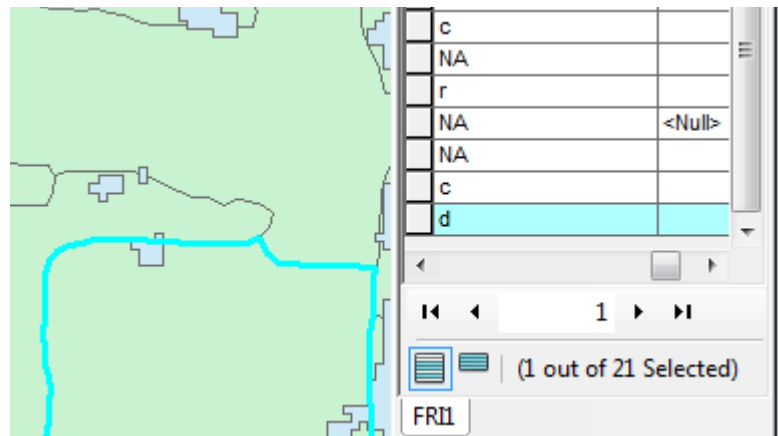 c
NA
r
NA <Null>
NA
c
d
1
(1 out of 21 Selected)
FRI1